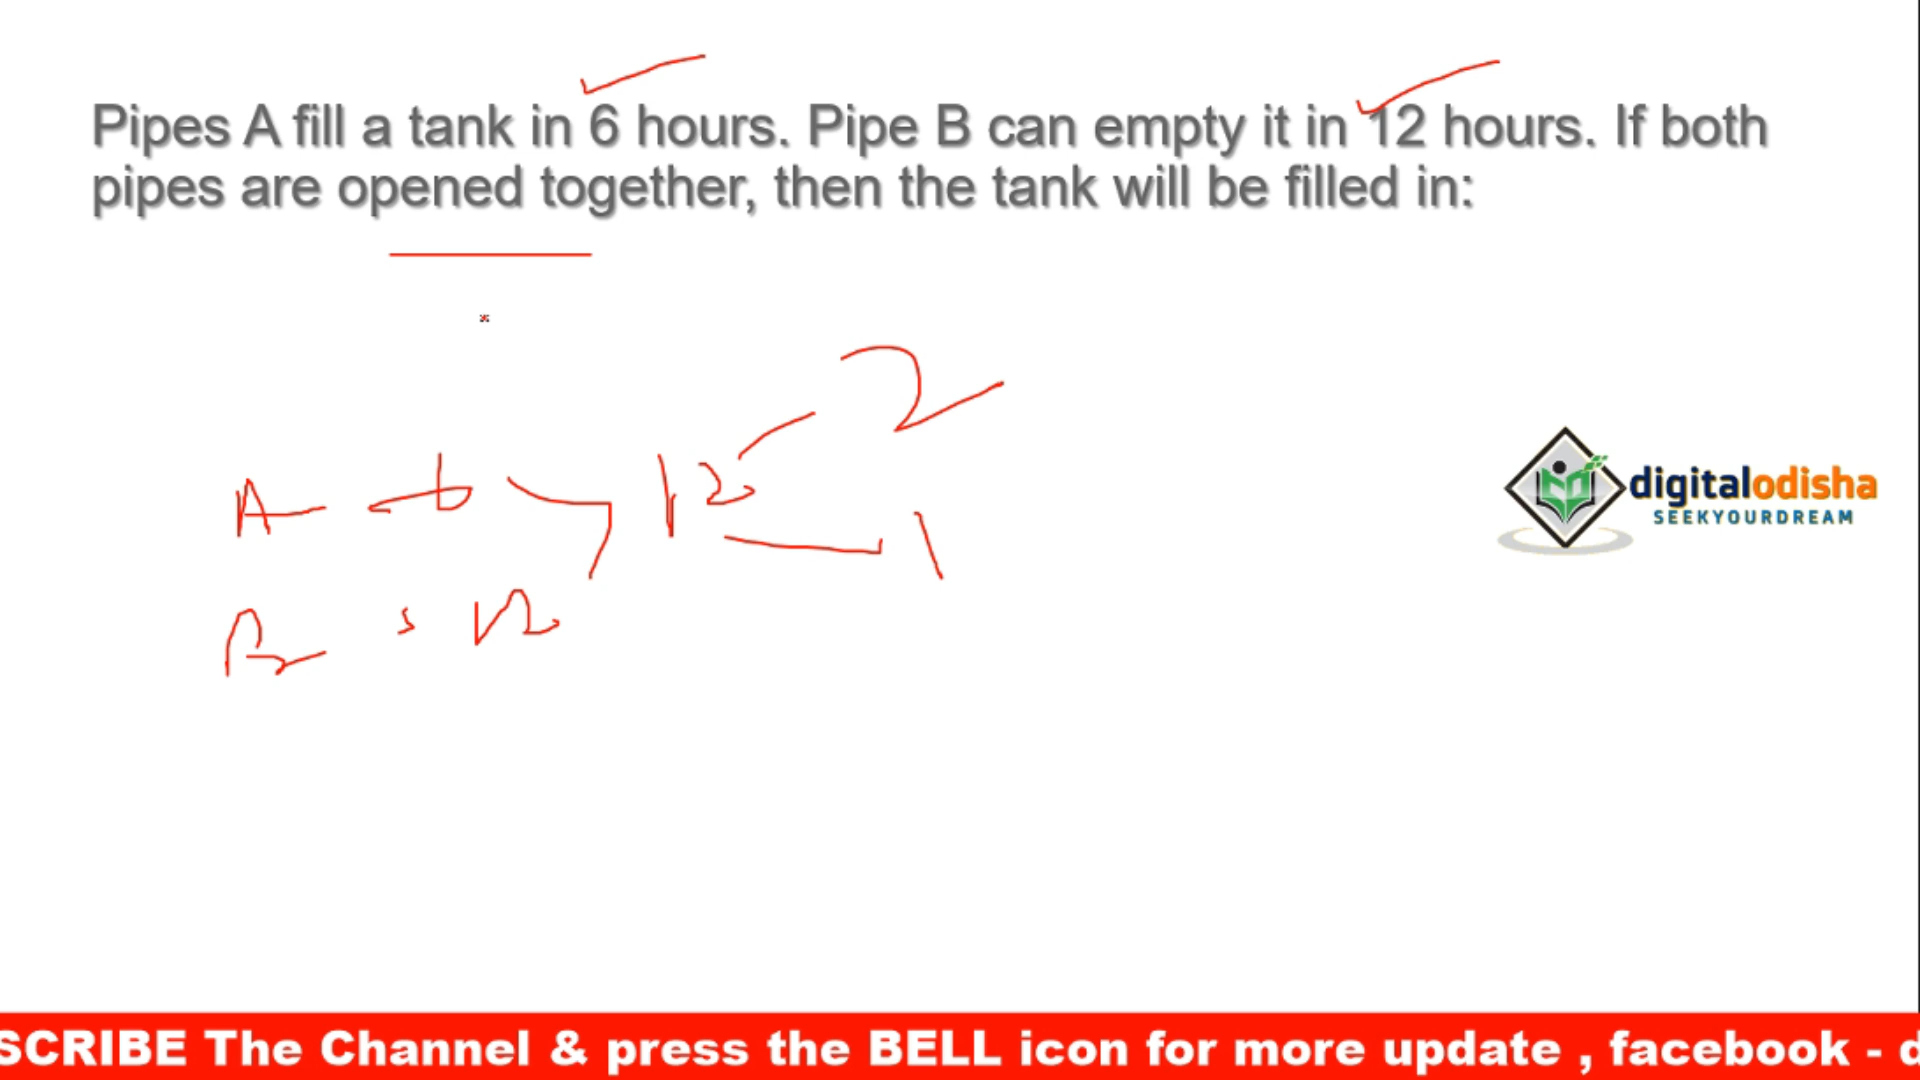 Pipes A fill a tank in 6 hours. Pipe B can empty it in 12 hours. If both
pipes are opened together, then the tank will be filled in:
2
A - 6 12
1
B 12
digitalodisha
SEEKYOURDREAM
SCRIBE The Channel & press the BELL icon for more update , facebook - d